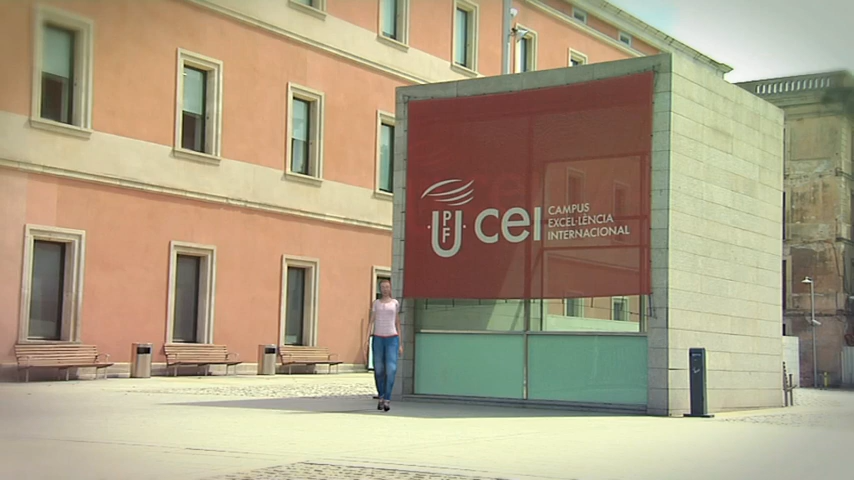 UPF
cei
CAMPUS
EXCEL·LÈNCIA
INTERNACIONAL